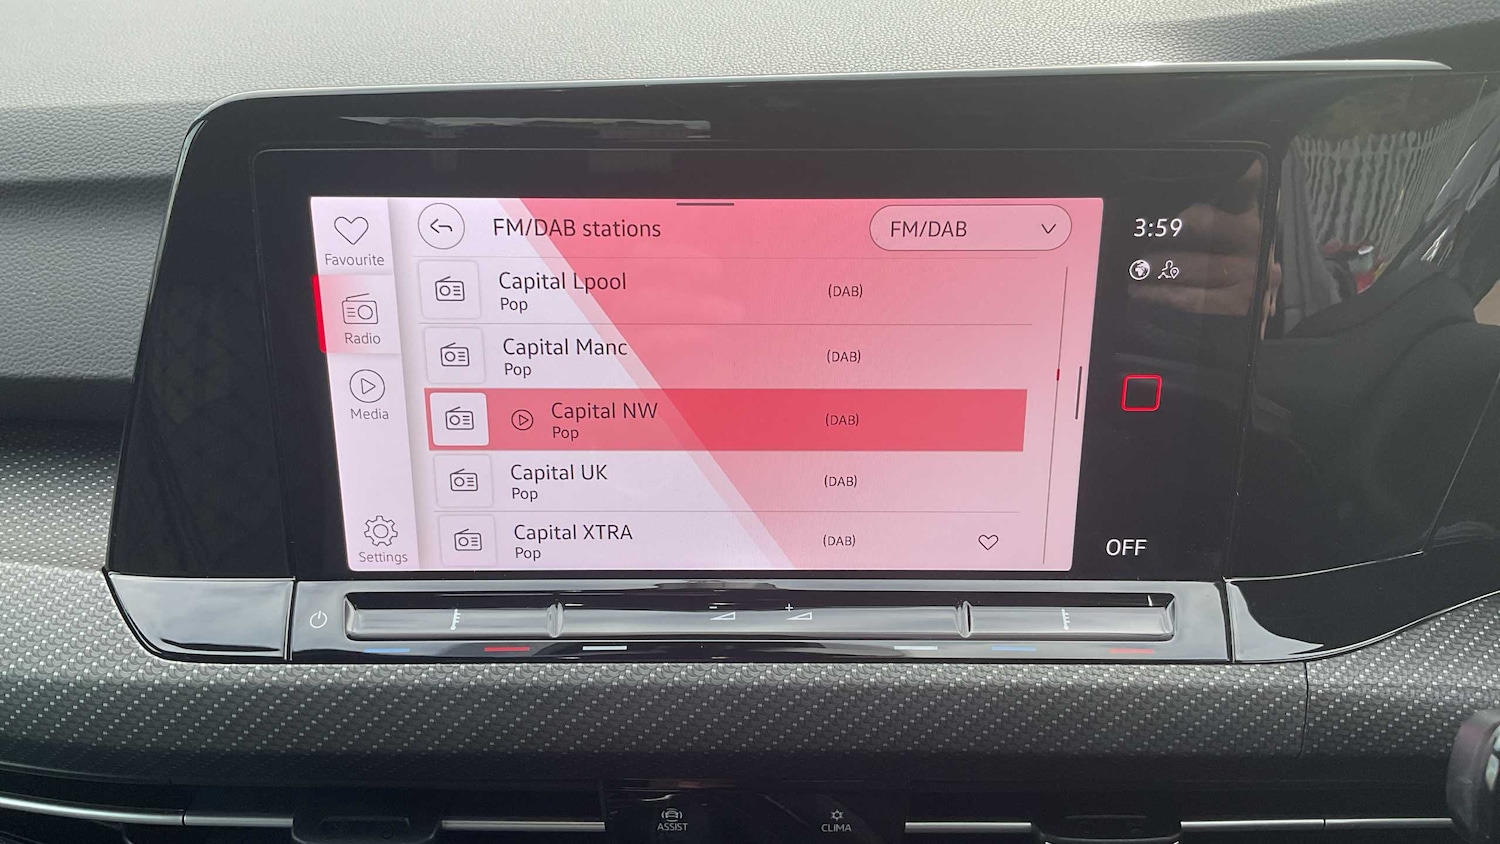 FM/DAB stations
FM/DAB
3:59
Favourite
Radio
Media
Settings
Capital Lpool
Pop
(DAB)
Capital Manc
Pop
(DAB)
Capital NW
Pop
(DAB)
Capital UK
Pop
(DAB)
Capital XTRA
Pop
(DAB)
OFF
ASSIST
CLIMA